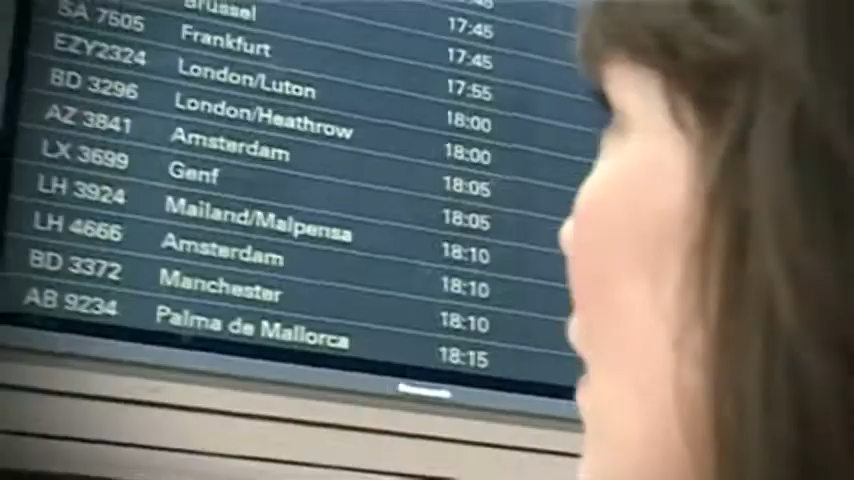 :45
17:45
Brussel 17:45
SA 7505 Frankfurt 17:55
EZY2324 London/Luton 18:00
BD 3296 London/Heathrow 18:00
AZ 3841 Amsterdam 18:05
LX 3699 Genf 18:05
LH 3924 Mailand/Malpensa 18:10
LH 4666 Amsterdam 18:10
BD 3372 Manchester 18:10
AB 9234 Palma de Mallorca 18:15